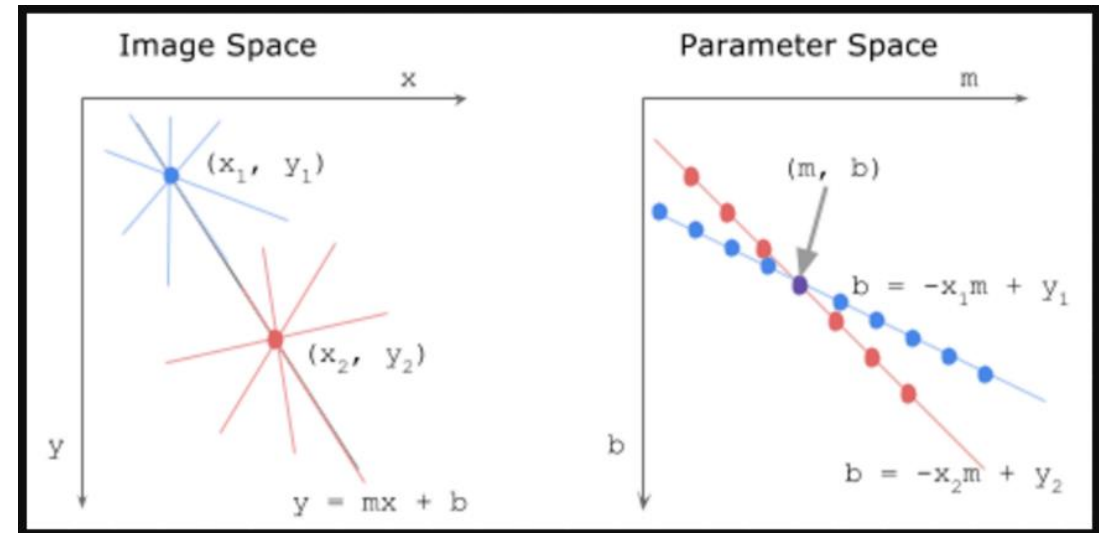 Image Space
x
(x₁, y₁)
(x₂, y₂)
y
y = mx + b
Parameter Space
m
(m, b)
b = -x₁m + y₁
b
b = -x₂m + y₂